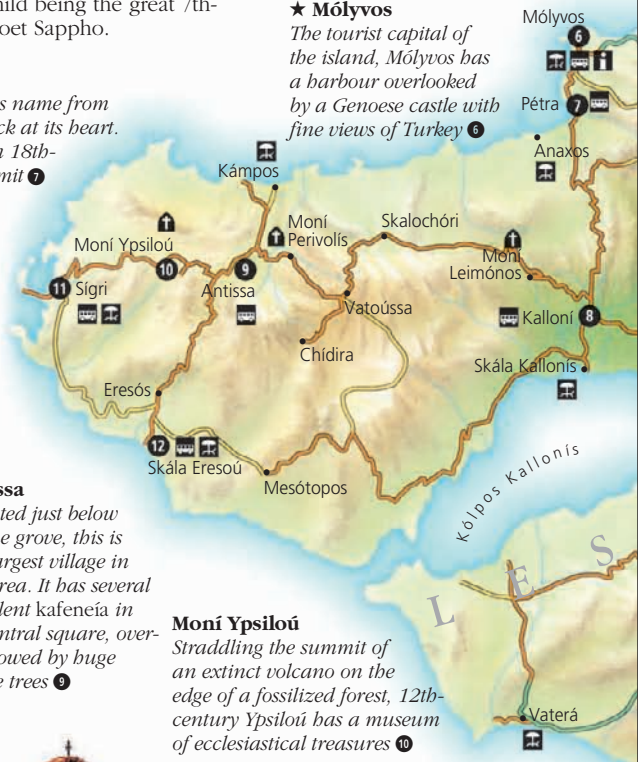 ild being the great 7th-
oet Sappho.
s name from
ck at its heart.
n 18th-
mit 7
★ Mólyvos
The tourist capital of
the island, Mólyvos has
a harbour overlooked
by a Genoese castle with
fine views of Turkey 6
Mólyvos
6
i
Pétra 7
Anaxos
Kámpos
Moní
Perivolís
Skalochóri
Moní Ypsiloú
10
11 Sígri
9
Antissa
Moní
Leimónos
Vatoússa
Kalloní 8
Chídira
Skála Kallonís
Eresós
12
Skála Eresoú
Mesótopos
Kólpos Kallonís
L E S
Vaterá
ssa
ted just below
e grove, this is
argest village in
rea. It has several
lent kafeneía in
ntral square, over-
owed by huge
e trees 9
Moní Ypsiloú
Straddling the summit of
an extinct volcano on the
edge of a fossilized forest, 12th-
century Ypsiloú has a museum
of ecclesiastical treasures 10